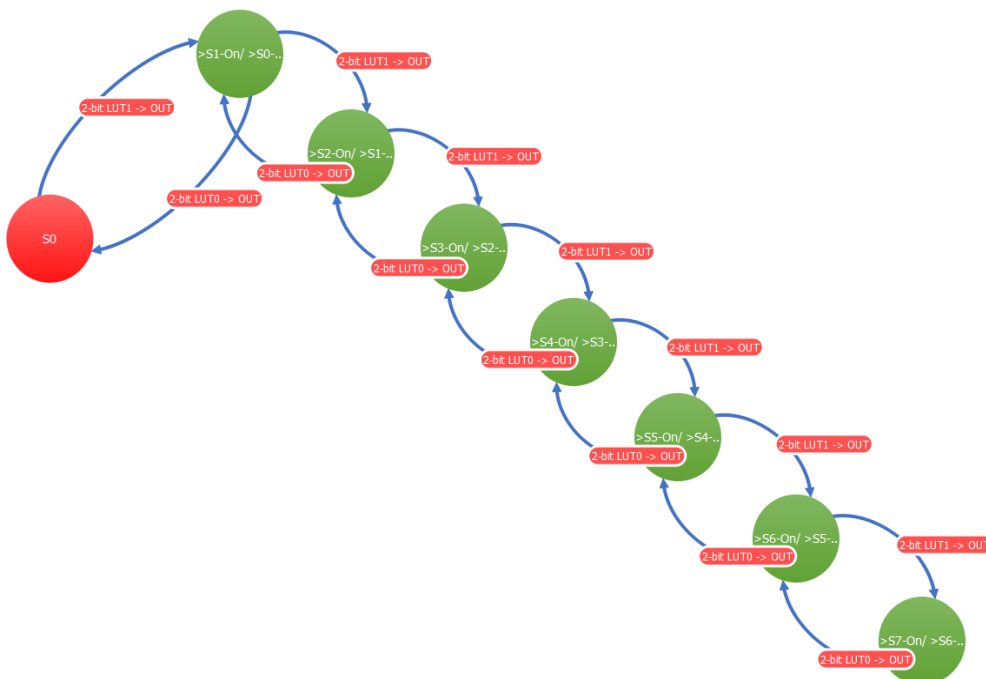 >S1-On/ >S0-..
2-bit LUT1 -> OUT
2-bit LUT1 -> OUT
>S2-On/ >S1-..
2-bit LUT1 -> OUT
2-bit LUT0 -> OUT
2-bit LUT0 -> OUT
S0
>S3-On/ >S2-..
2-bit LUT1 -> OUT
2-bit LUT0 -> OUT
>S4-On/ >S3-..
2-bit LUT1 -> OUT
2-bit LUT0 -> OUT
>S5-On/ >S4-..
2-bit LUT1 -> OUT
2-bit LUT0 -> OUT
>S6-On/ >S5-..
2-bit LUT1 -> OUT
2-bit LUT0 -> OUT
>S7-On/ >S6-..
2-bit LUT0 -> OUT